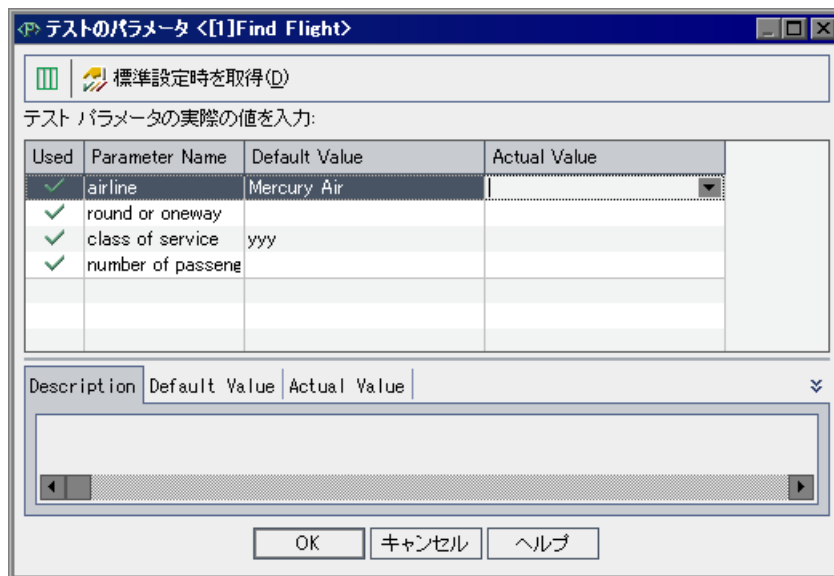 <P> テストのパラメータ <[1]Find Flight>
標準設定時を取得(D)
テスト パラメータの実際の値を入力:
Used Parameter Name Default Value Actual Value
airline Mercury Air
round or oneway
class of service yyy
number of passeng
Description Default Value Actual Value
OK キャンセル ヘルプ